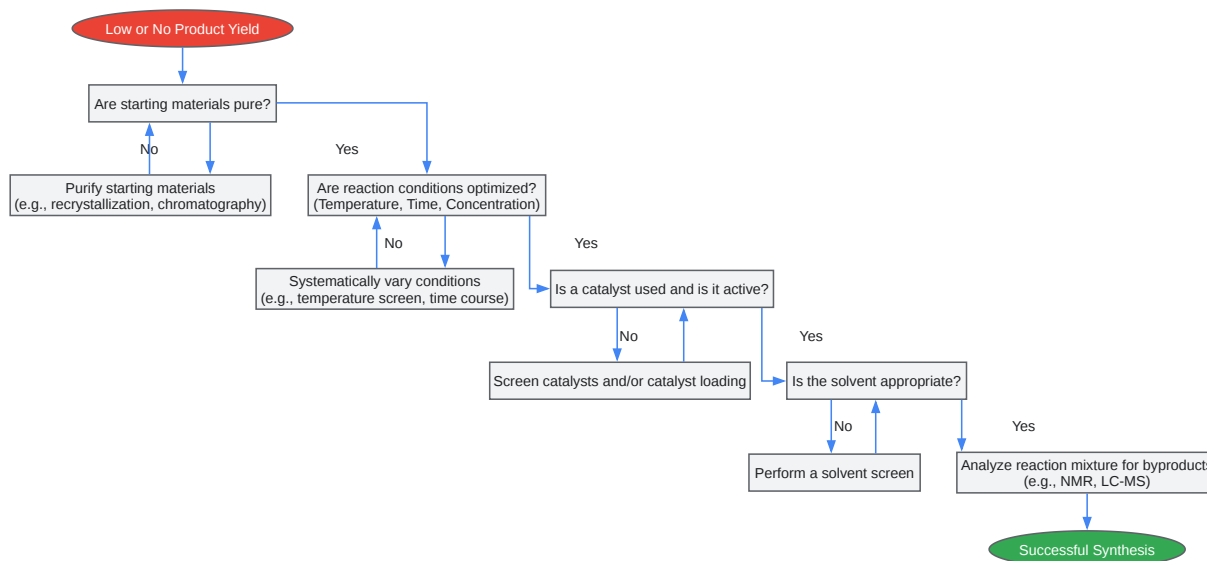 Low or No Product Yield
Are starting materials pure?
No
Yes
Purify starting materials
(e.g., recrystallization, chromatography)
Are reaction conditions optimized?
(Temperature, Time, Concentration)
No
Yes
Systematically vary conditions
(e.g., temperature screen, time course)
Is a catalyst used and is it active?
No
Yes
Screen catalysts and/or catalyst loading
Is the solvent appropriate?
No
Yes
Perform a solvent screen
Analyze reaction mixture for byproducts
(e.g., NMR, LC-MS)
Successful Synthesis